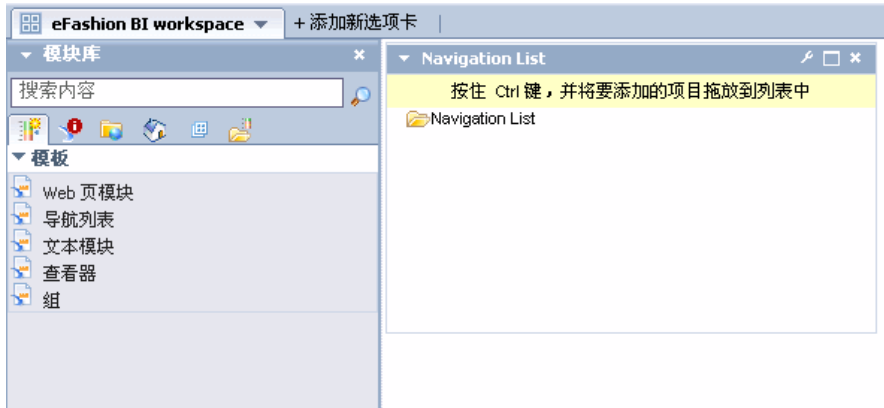 eFashion BI workspace
+ 添加新选项卡
模块库
搜索内容
模板
Web 页模块
导航列表
文本模块
查看器
组
Navigation List
按住 Ctrl 键，并将要添加的项目拖放到列表中
Navigation List